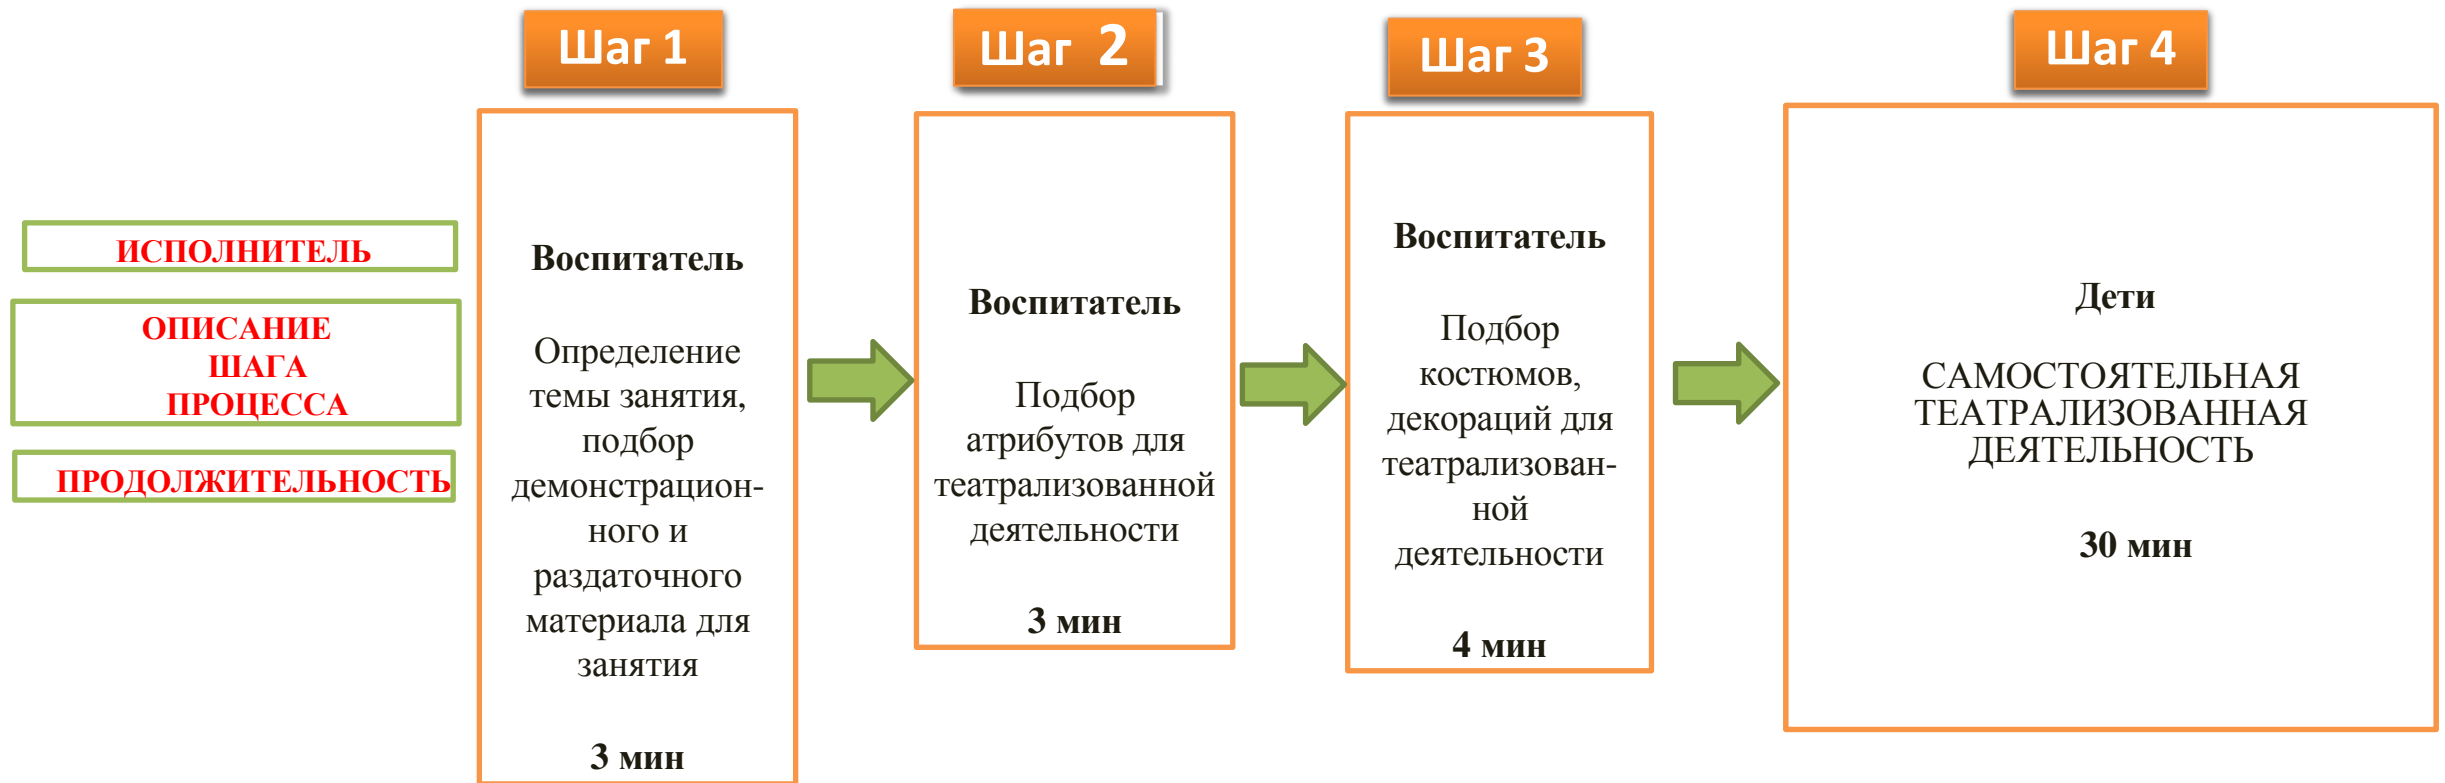 Шаг 1
Шаг 2
Шаг 3
Шаг 4
ИСПОЛНИТЕЛЬ
ОПИСАНИЕ
ШАГА
ПРОЦЕССА
ПРОДОЛЖИТЕЛЬНОСТЬ
Воспитатель
Определение
темы занятия,
подбор
демонстрацион-
ного и
раздаточного
материала для
занятия
3 мин
Воспитатель
Подбор
атрибутов для
театрализованной
деятельности
3 мин
Воспитатель
Подбор
костюмов,
декораций для
театрализован-
ной
деятельности
4 мин
Дети
САМОСТОЯТЕЛЬНАЯ
ТЕАТРАЛИЗОВАННАЯ
ДЕЯТЕЛЬНОСТЬ
30 мин